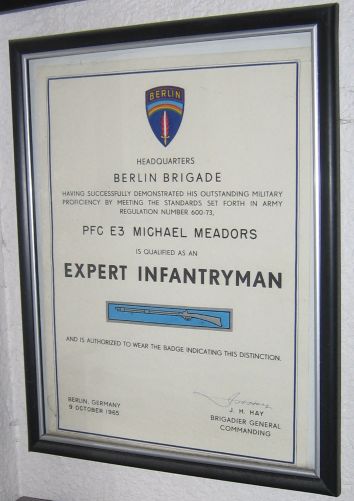 BERLIN
HEADQUARTERS
BERLIN BRIGADE
HAVING SUCCESSFULLY DEMONSTRATED HIS OUTSTANDING MILITARY
PROFICIENCY BY MEETING THE STANDARDS SET FORTH IN ARMY
REGULATION NUMBER 600-73,
PFC E3 MICHAEL MEADORS
IS QUALIFIED AS AN
EXPERT INFANTRYMAN
AND IS AUTHORIZED TO WEAR THE BADGE INDICATING THIS DISTINCTION.
BERLIN, GERMANY
9 OCTOBER 1965
J. H. HAY
BRIGADIER GENERAL
COMMANDING